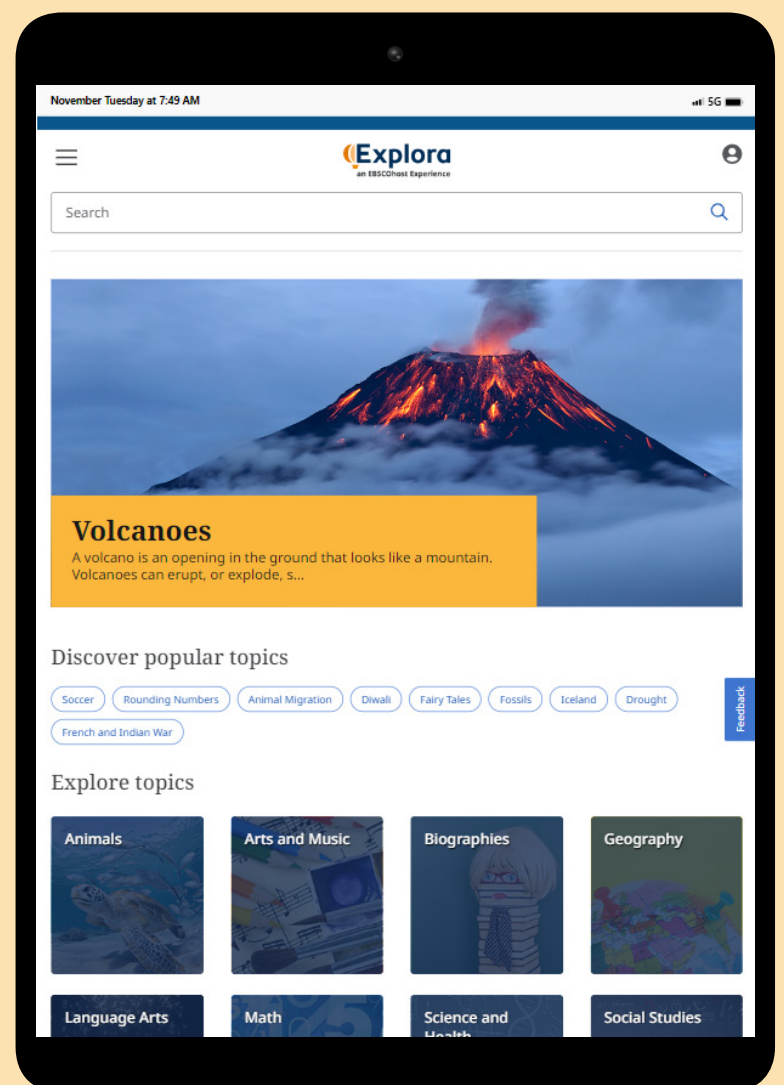 November Tuesday at 7:49 AM
5G
Explora
an EBSCOhost Experience
Search
Volcanoes
A volcano is an opening in the ground that looks like a mountain.
Volcanoes can erupt, or explode, s...
Discover popular topics
Soccer Rounding Numbers Animal Migration Diwali Fairy Tales Fossils Iceland Drought
French and Indian War
Feedback
Explore topics
Animals Arts and Music Biographies Geography
Language Arts Math Science and Social Studies
Health